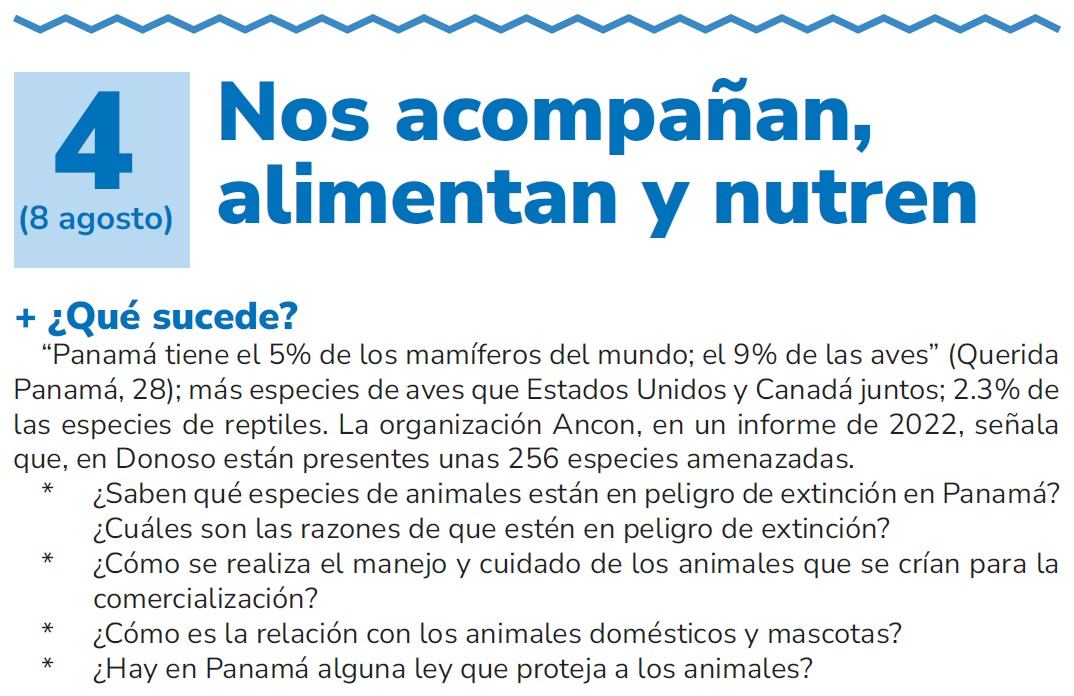 4
(8 agosto)
Nos acompañan,
alimentan y nutren
+ ¿Qué sucede?
“Panamá tiene el 5% de los mamíferos del mundo; el 9% de las aves” (Querida
Panamá, 28); más especies de aves que Estados Unidos y Canadá juntos; 2.3% de
las especies de reptiles. La organización Ancon, en un informe de 2022, señala
que, en Donoso están presentes unas 256 especies amenazadas.
* ¿Saben qué especies de animales están en peligro de extinción en Panamá?
¿Cuáles son las razones de que estén en peligro de extinción?
* ¿Cómo se realiza el manejo y cuidado de los animales que se crían para la
comercialización?
* ¿Cómo es la relación con los animales domésticos y mascotas?
* ¿Hay en Panamá alguna ley que proteja a los animales?